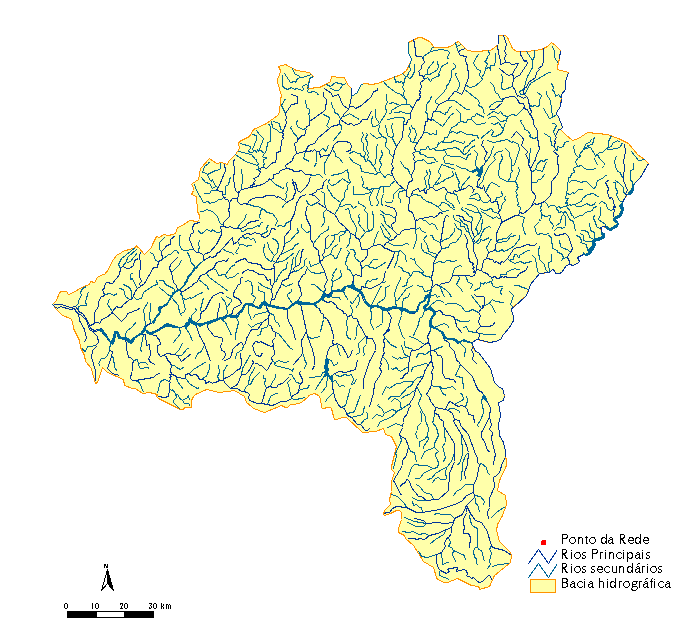 Ponto da Rede
Rios Principais
Rios secundários
Bacia hidrográfica
N
0 10 20 30 km